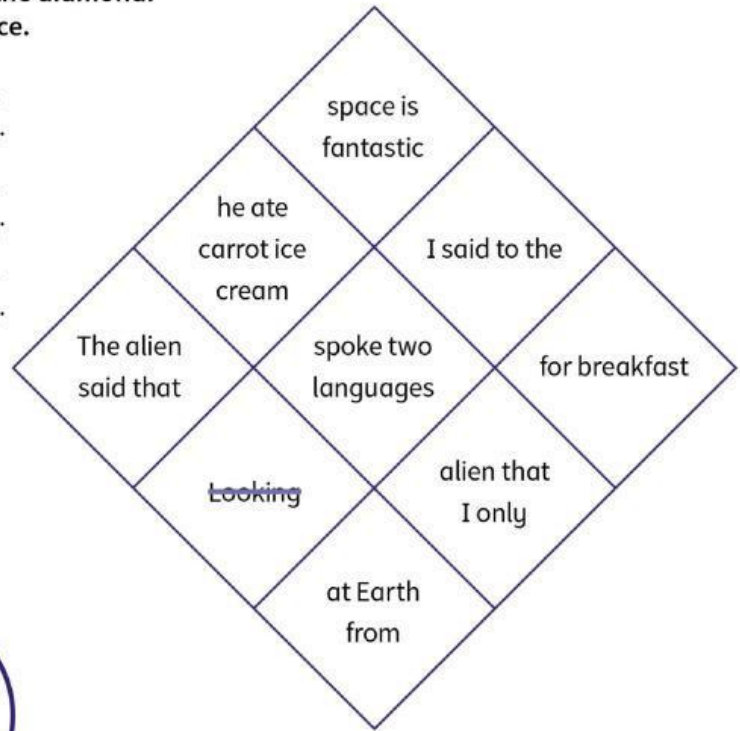 ce.
space is
fantastic
he ate
carrot ice
cream
I said to the
The alien
said that
spoke two
languages
for breakfast
Looking
alien that
I only
at Earth
from